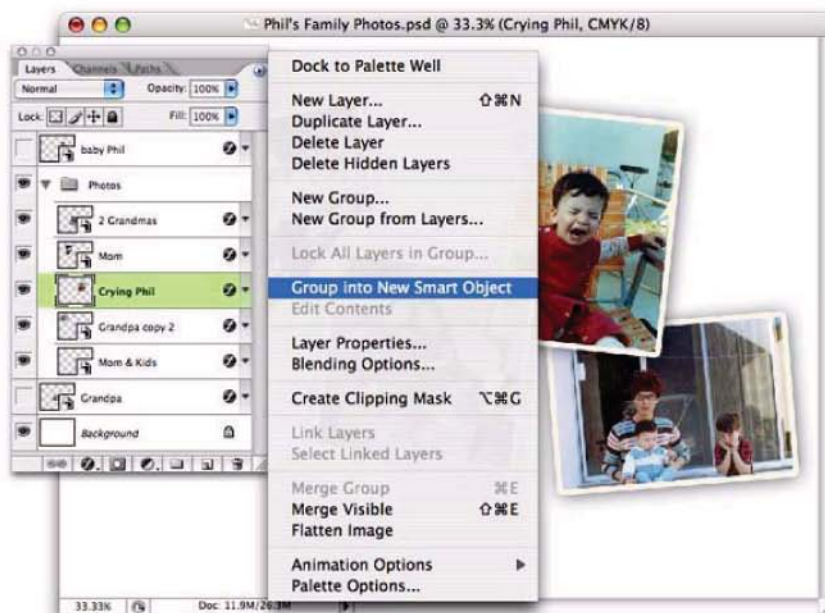 Phil's Family Photos.psd @ 33.3% (Crying Phil, CMYK/8)
Layers Channels Paths
Normal Opacity: 100%
Lock: Fill: 100%
baby Phil
Photos
2 Grandmas
Mom
Crying Phil
Grandpa copy 2
Mom & Kids
Grandpa
Background
Dock to Palette Well
New Layer... ⇧⌘N
Duplicate Layer...
Delete Layer
Delete Hidden Layers
New Group...
New Group from Layers...
Lock All Layers in Group...
Group into New Smart Object
Edit Contents
Layer Properties...
Blending Options...
Create Clipping Mask ⌥⌘G
Link Layers
Select Linked Layers
Merge Group ⌘E
Merge Visible ⇧⌘E
Flatten Image
Animation Options
Palette Options...
33.33% Doc: 11.9M/26.3M